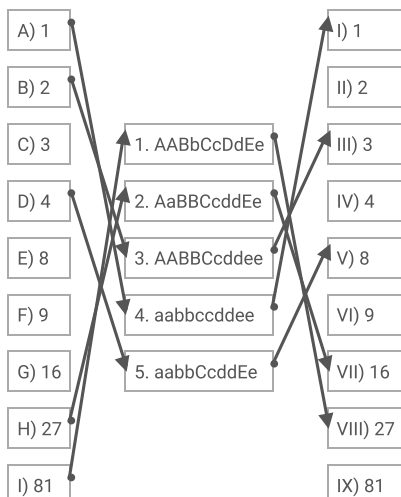 A) 1
B) 2
C) 3
D) 4
E) 8
F) 9
G) 16
H) 27
I) 81
1. AABbCcDdEe
2. AaBBCcddEe
3. AABBCcddee
4. aabbccddee
5. aabbCcddEe
I) 1
II) 2
III) 3
IV) 4
V) 8
VI) 9
VII) 16
VIII) 27
IX) 81